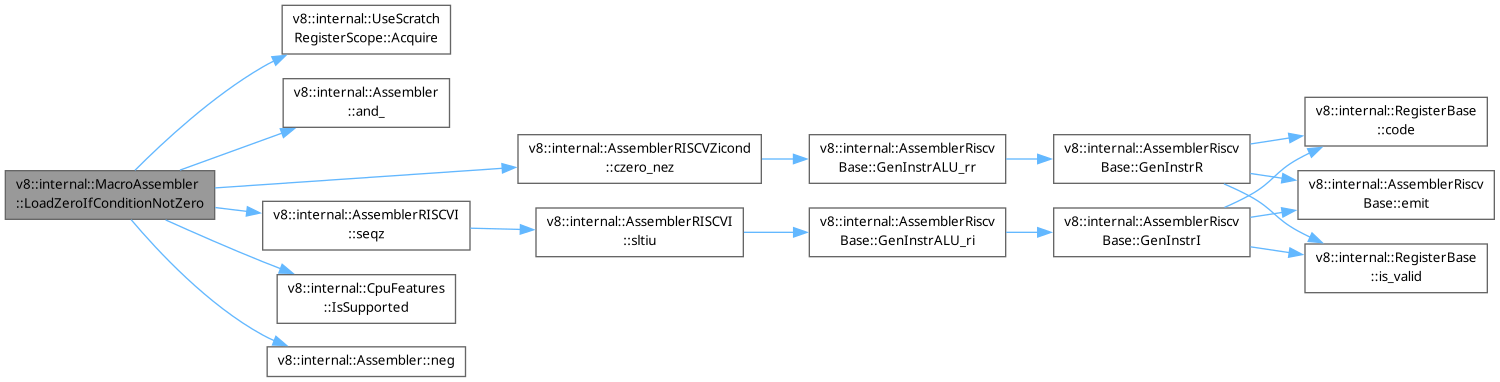 v8::internal::UseScratch
RegisterScope::Acquire
v8::internal::Assembler
::and_
v8::internal::RegisterBase
::code
v8::internal::AssemblerRISCVZicond
::czero_nez
v8::internal::AssemblerRiscv
Base::GenInstrALU_rr
v8::internal::AssemblerRiscv
Base::GenInstrR
v8::internal::MacroAssembler
::LoadZeroIfConditionNotZero
v8::internal::AssemblerRiscv
Base::emit
v8::internal::AssemblerRISCVI
::seqz
v8::internal::AssemblerRISCVI
::sltiu
v8::internal::AssemblerRiscv
Base::GenInstrALU_ri
v8::internal::AssemblerRiscv
Base::GenInstrI
v8::internal::RegisterBase
::is_valid
v8::internal::CpuFeatures
::IsSupported
v8::internal::Assembler::neg